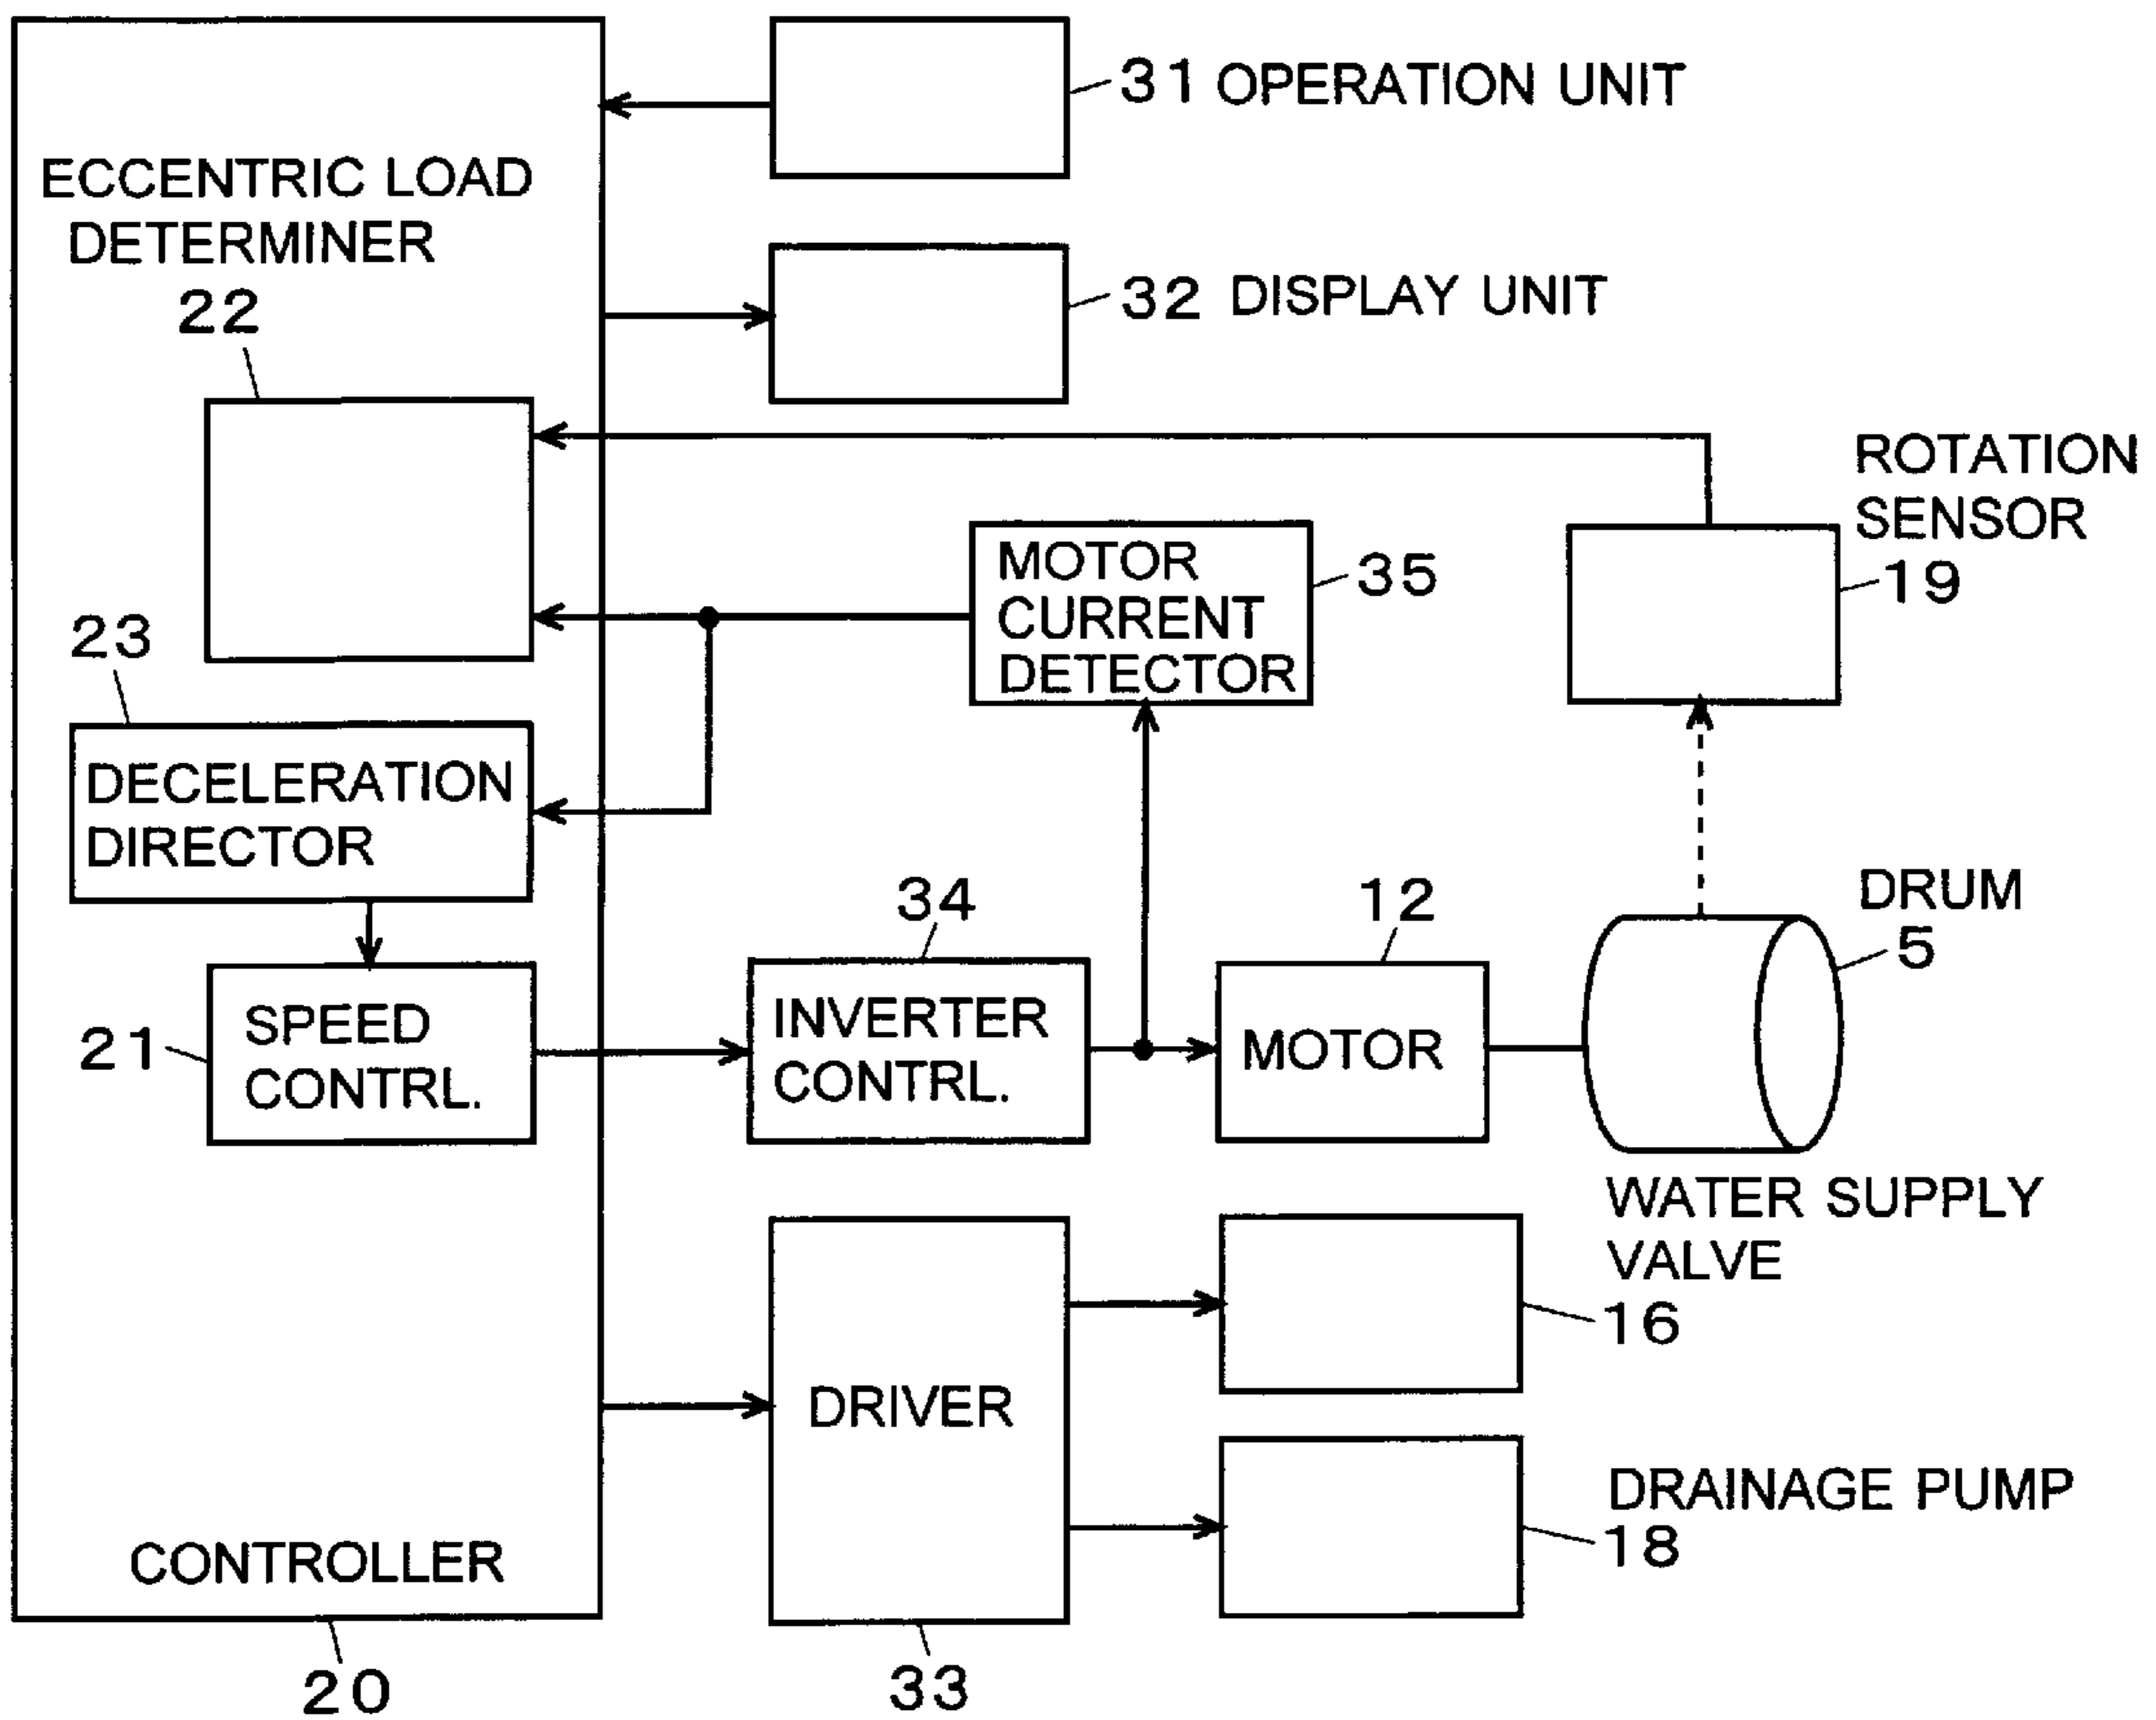 31 OPERATION UNIT
ECCENTRIC LOAD
DETERMINER
22
32 DISPLAY UNIT
ROTATION
SENSOR
19
MOTOR
CURRENT
DETECTOR
35
23
DECELERATION
DIRECTOR
34
12
DRUM
5
21
SPEED
CONTRL.
INVERTER
CONTRL.
MOTOR
WATER SUPPLY
VALVE
16
DRIVER
DRAINAGE PUMP
18
CONTROLLER
20
33